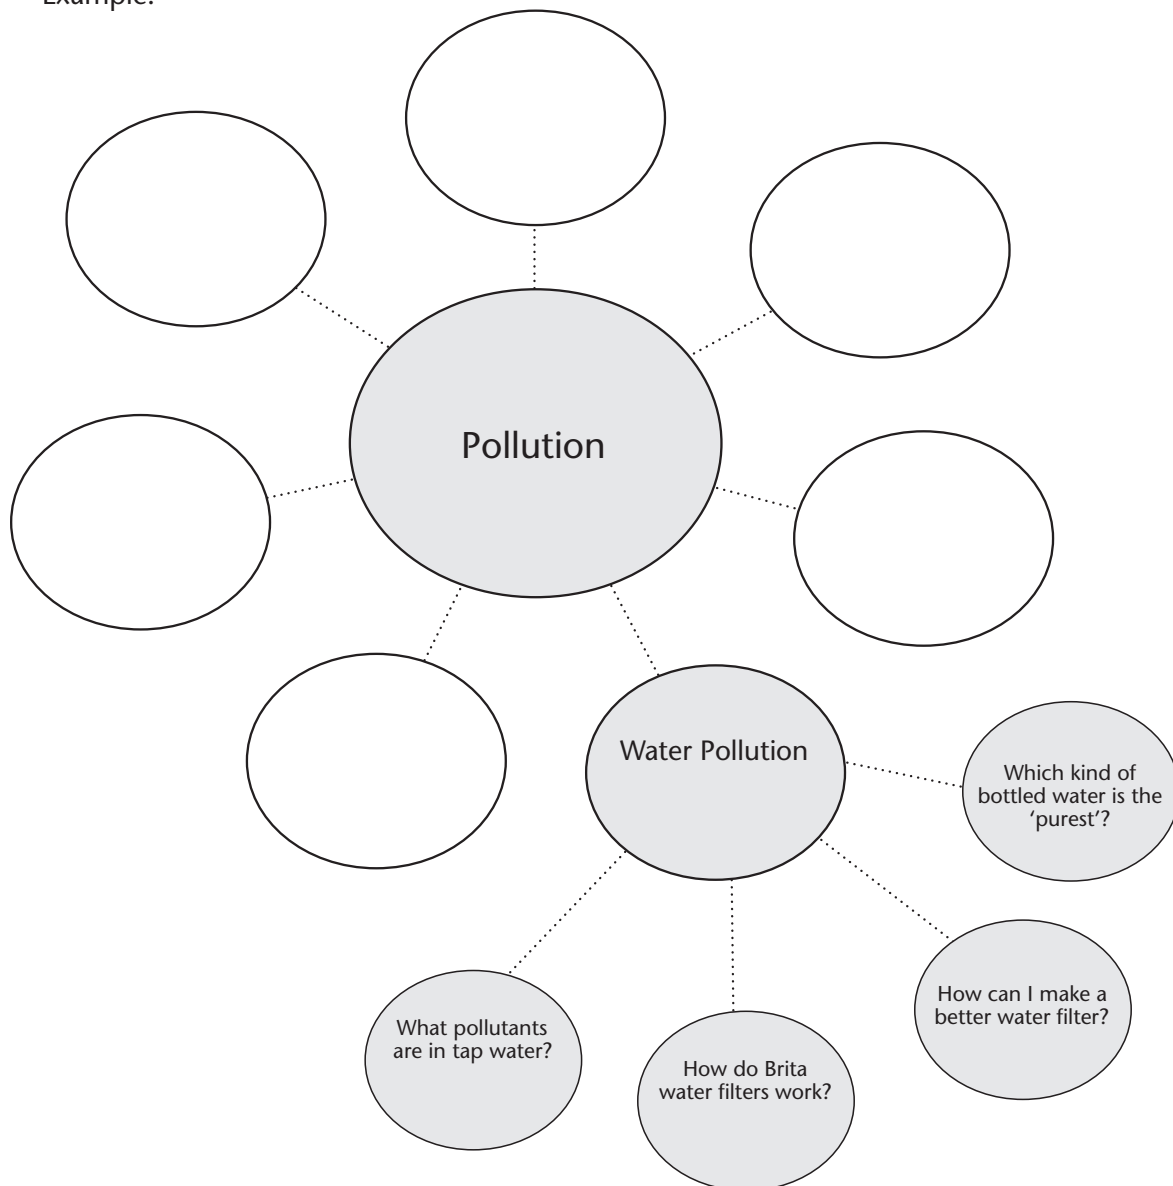 Example:
Pollution
Water Pollution
Which kind of
bottled water is the
‘purest’?
How can I make a
better water filter?
What pollutants
are in tap water?
How do Brita
water filters work?